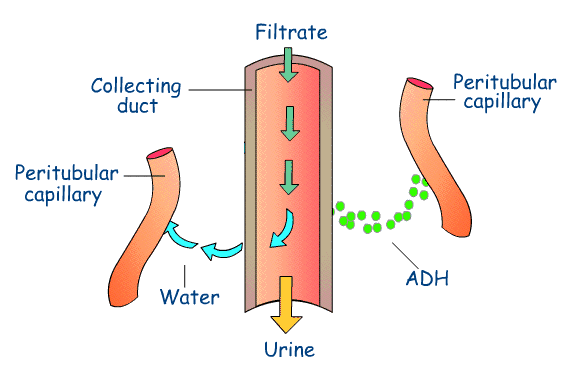 Filtrate
Collecting
duct
Peritubular
capillary
Peritubular
capillary
Water
ADH
Urine